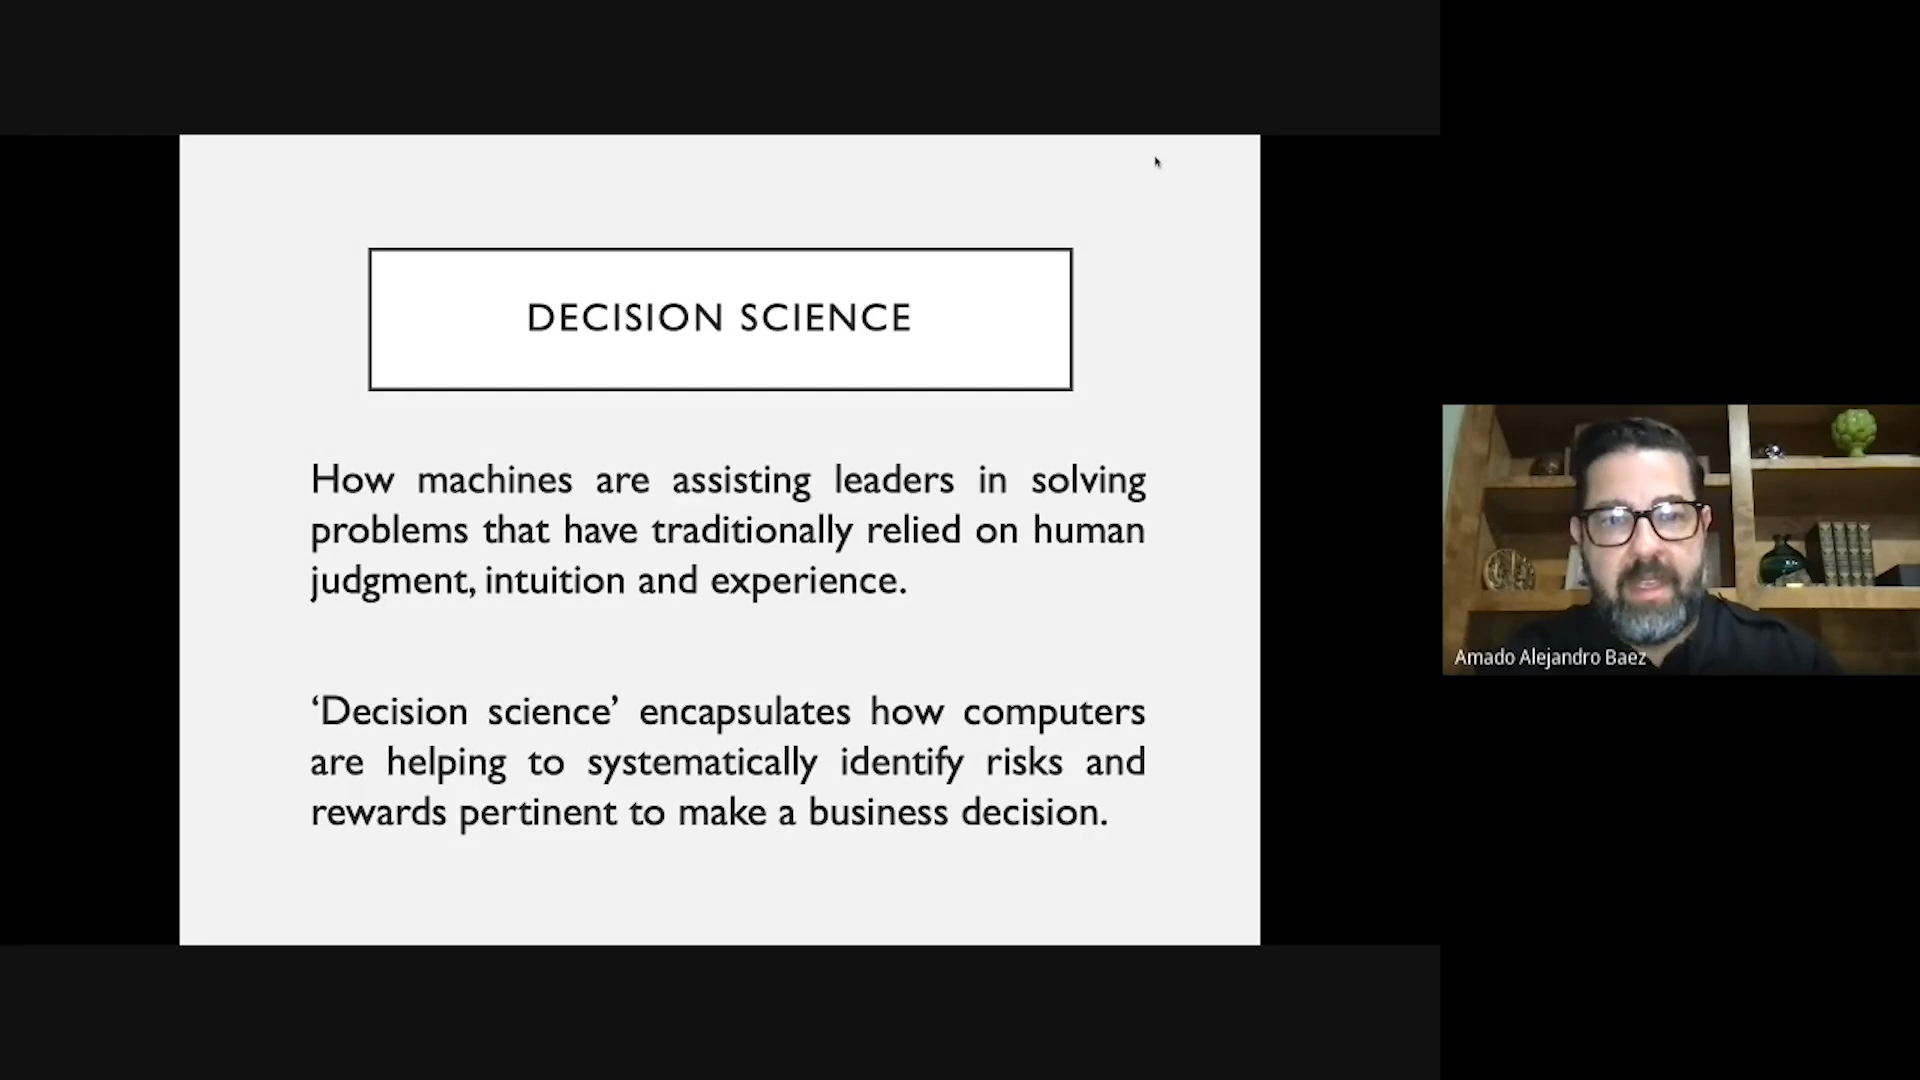 DECISION SCIENCE
How machines are assisting leaders in solving
problems that have traditionally relied on human
judgment, intuition and experience.
‘Decision science’ encapsulates how computers
are helping to systematically identify risks and
rewards pertinent to make a business decision.
Amado Alejandro Baez